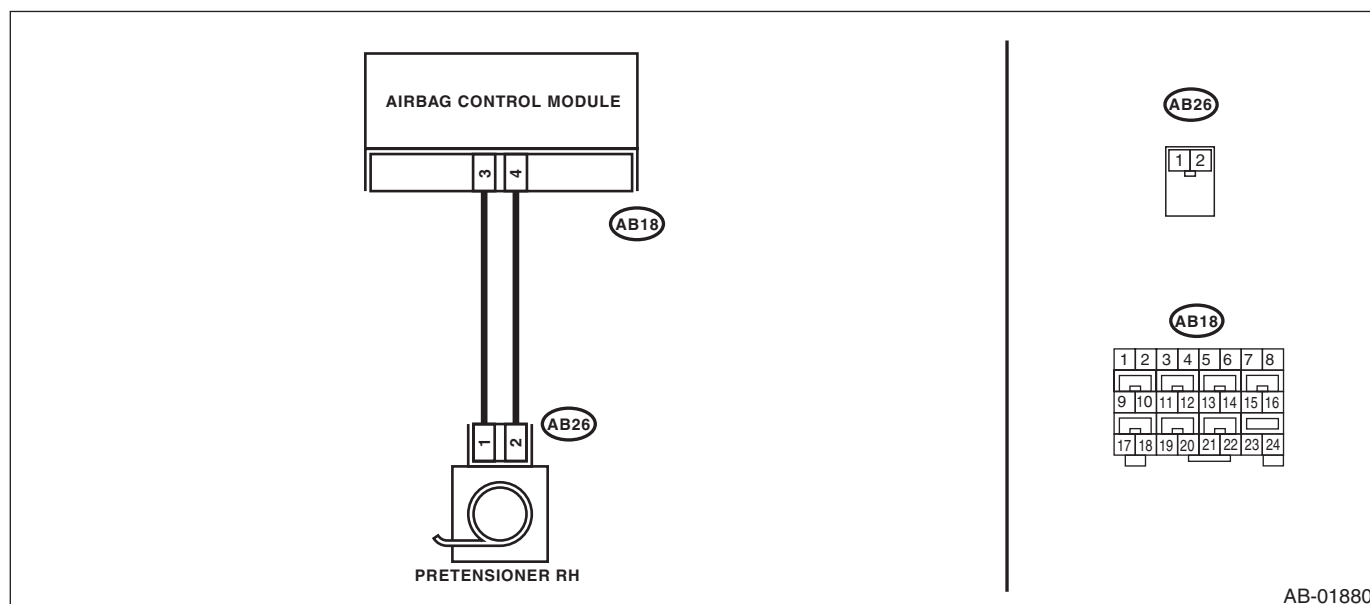 AIRBAG CONTROL MODULE
3 4
AB18
AB26
1 2
PRETENSIONER RH
AB26
1 2
AB18
1 2 3 4 5 6 7 8
9 10 11 12 13 14 15 16
17 18 19 20 21 22 23 24
AB-01880